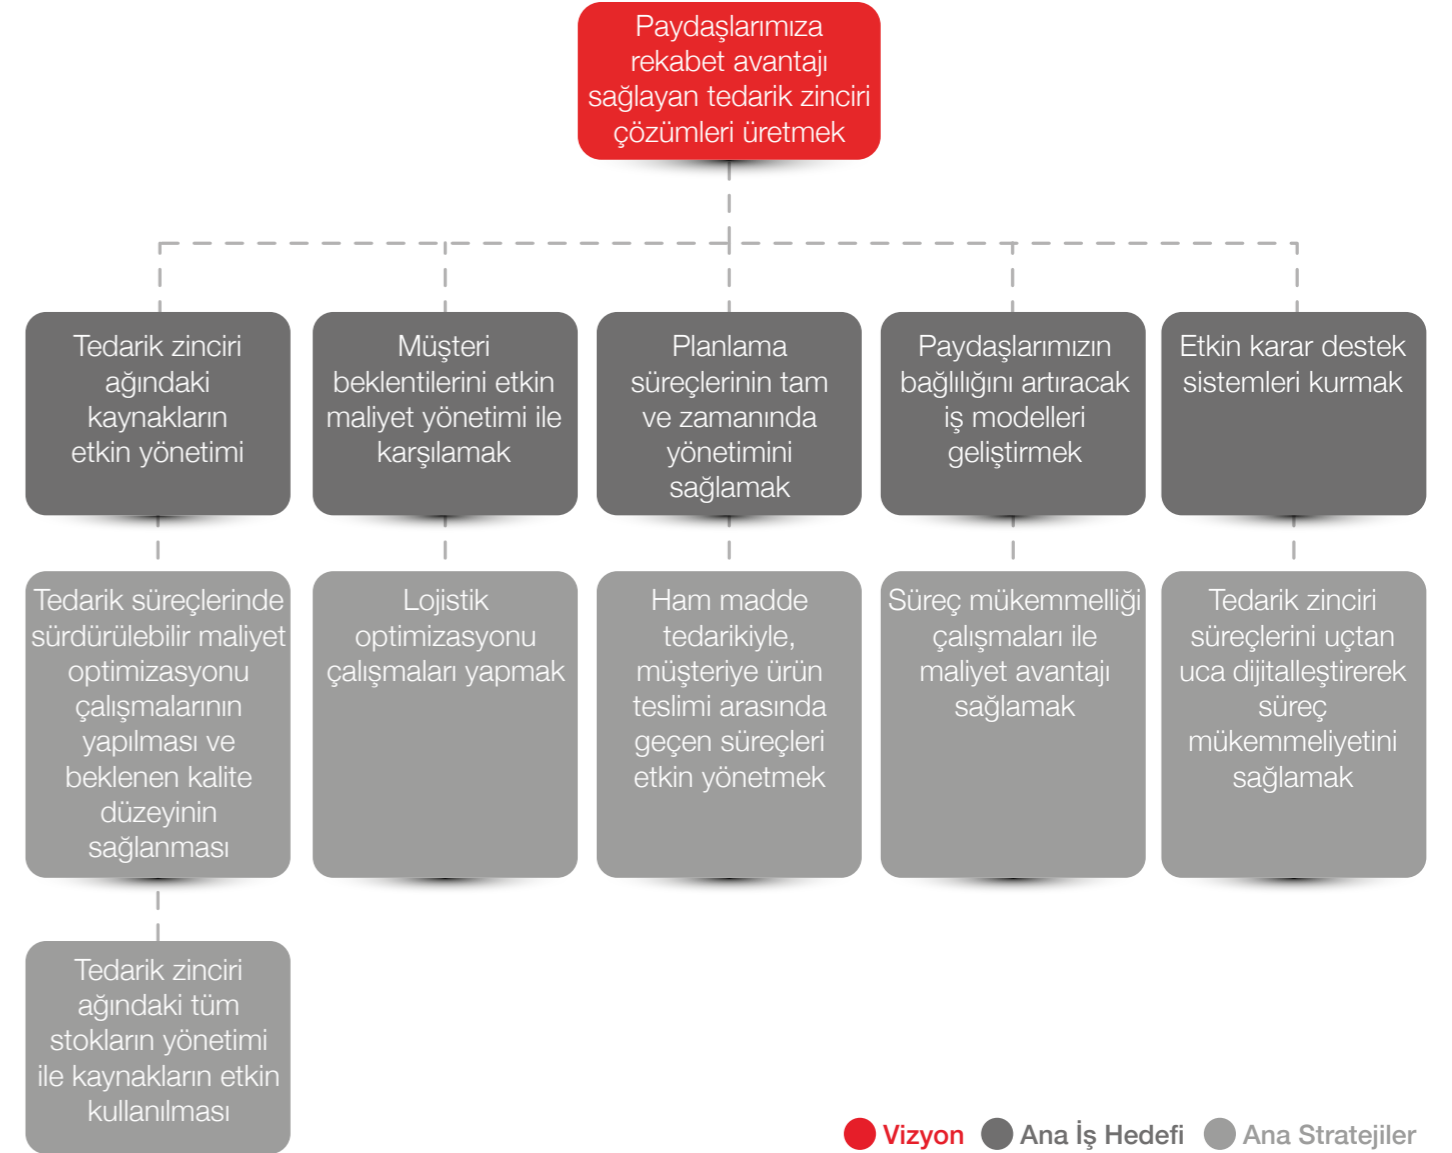 Paydaşlarımıza
rekabet avantajı
sağlayan tedarik zinciri
çözümleri üretmek
Tedarik zinciri
ağındaki
kaynakların
etkin yönetimi
Müşteri
beklentilerini etkin
maliyet yönetimi ile
karşılamak
Planlama
süreçlerinin tam
ve zamanında
yönetimini
sağlamak
Paydaşlarımızın
bağlılığını artıracak
iş modelleri
geliştirmek
Etkin karar destek
sistemleri kurmak
Tedarik süreçlerinde
sürdürülebilir maliyet
optimizasyonu
çalışmalarının
yapılması ve
beklenen kalite
düzeyinin
sağlanması
Lojistik
optimizasyonu
çalışmaları yapmak
Ham madde
tedarikiyle,
müşteriye ürün
teslimi arasında
geçen süreçleri
etkin yönetmek
Süreç mükemmelliği
çalışmaları ile
maliyet avantajı
sağlamak
Tedarik zinciri
süreçlerini uçtan
uca dijitalleştirerek
süreç
mükemmeliyetini
sağlamak
Tedarik zinciri
ağındaki tüm
stokların yönetimi
ile kaynakların etkin
kullanılması
Vizyon
Ana İş Hedefi
Ana Stratejiler